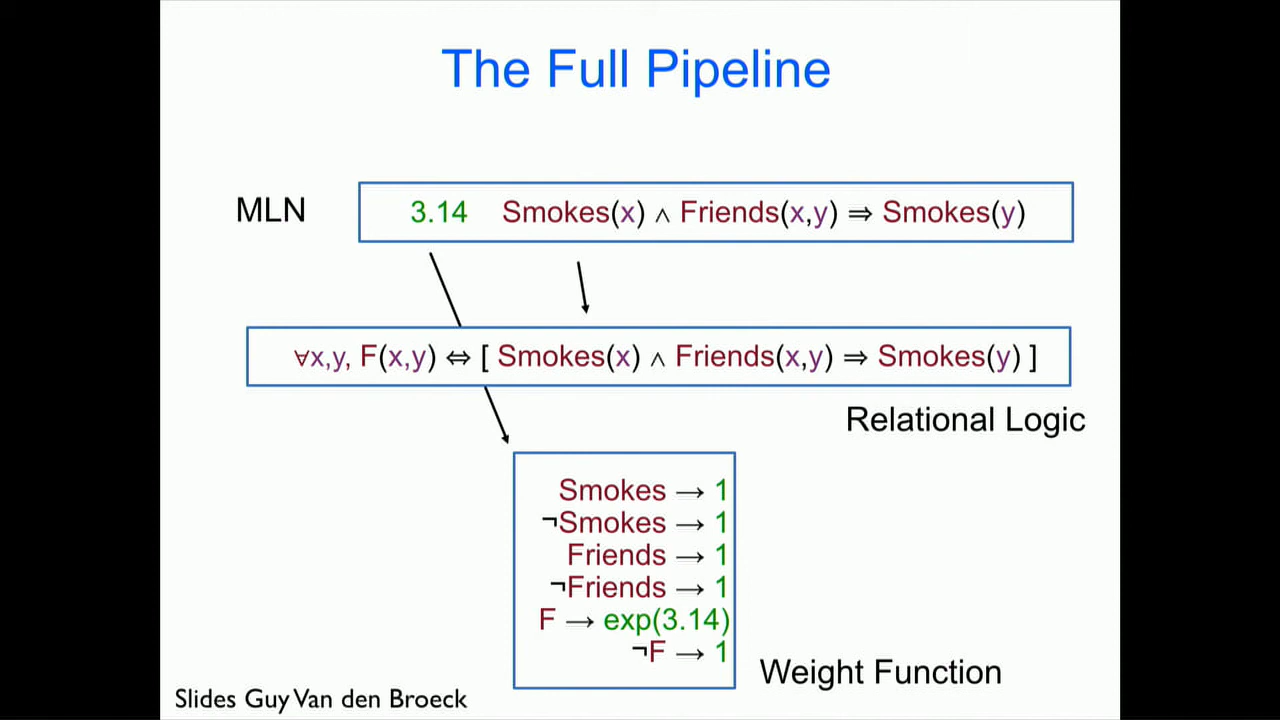 The Full Pipeline
MLN
3.14 Smokes(x) ∧ Friends(x,y) ⇒ Smokes(y)
∀x,y, F(x,y) ⇔ [ Smokes(x) ∧ Friends(x,y) ⇒ Smokes(y) ]
Relational Logic
Smokes → 1
¬Smokes → 1
Friends → 1
¬Friends → 1
F → exp(3.14)
¬F → 1
Weight Function
Slides Guy Van den Broeck